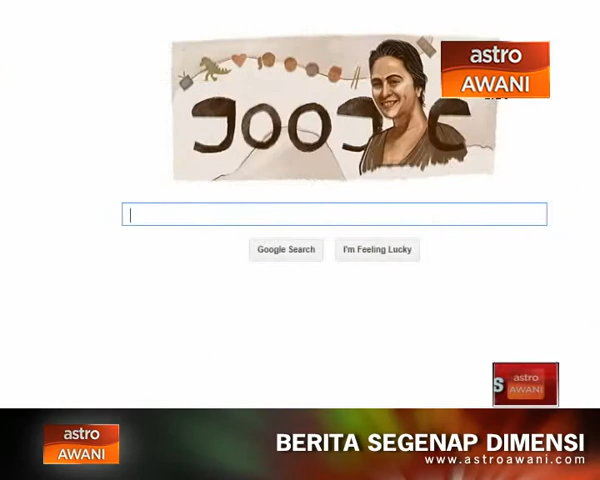 astro
AWANI
Google Search
I'm Feeling Lucky
S
astro
AWANI
astro
AWANI
BERITA SEGENAP DIMENSI
www.astroawani.com